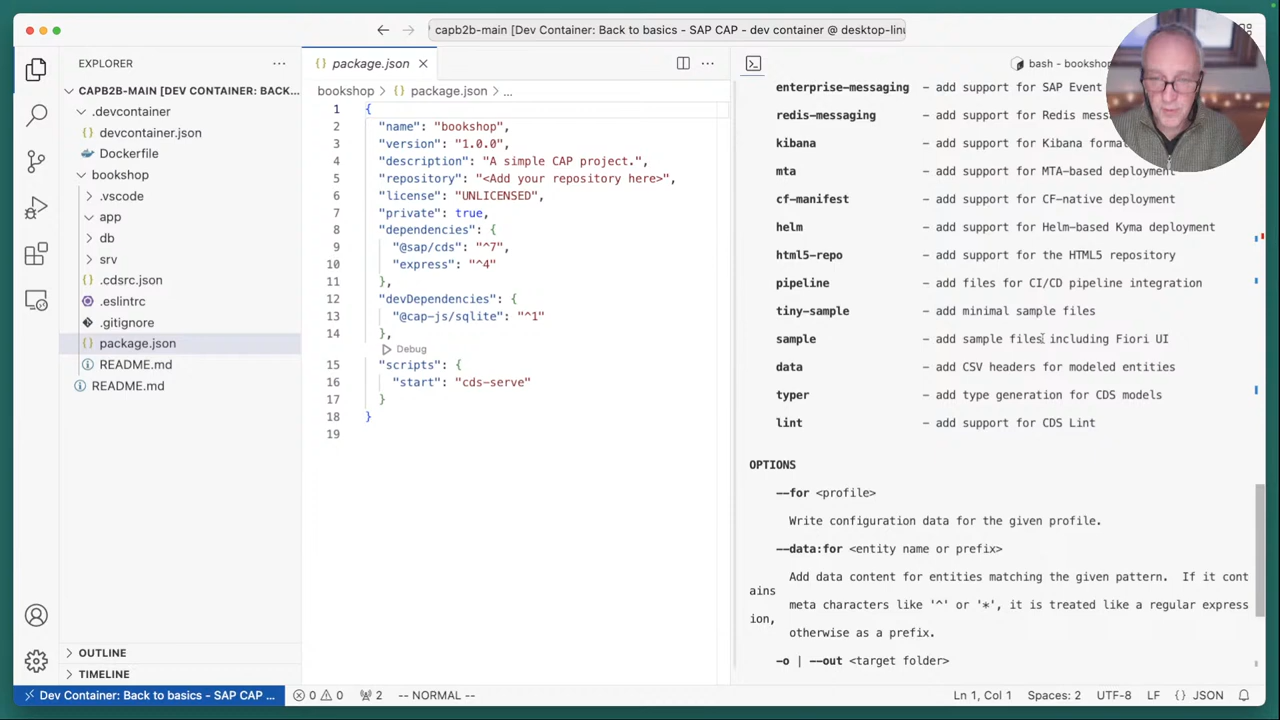 capb2b-main [Dev Container: Back to basics - SAP CAP - dev container @ desktop-linu
EXPLORER
CAPB2B-MAIN [DEV CONTAINER: BACK...
.devcontainer
devcontainer.json
Dockerfile
bookshop
.vscode
app
db
srv
.cdsrc.json
.eslintrc
.gitignore
package.json
README.md
README.md
OUTLINE
TIMELINE
package.json
bookshop > {} package.json > ...
1 {
2 "name": "bookshop",
3 "version": "1.0.0",
4 "description": "A simple CAP project.",
5 "repository": "<Add your repository here>",
6 "license": "UNLICENSED",
7 "private": true,
8 "dependencies": {
9 "@sap/cds": "^7",
10 "express": "^4"
11 },
12 "devDependencies": {
13 "@cap-js/sqlite": "^1"
14 },
Debug
15 "scripts": {
16 "start": "cds-serve"
17 }
18 }
19
bash - bookshop
enterprise-messaging - add support for SAP Event
redis-messaging - add support for Redis mess
kibana - add support for Kibana forma
mta - add support for MTA-based deployment
cf-manifest - add support for CF-native deployment
helm - add support for Helm-based Kyma deployment
html5-repo - add support for the HTML5 repository
pipeline - add files for CI/CD pipeline integration
tiny-sample - add minimal sample files
sample - add sample files including Fiori UI
data - add CSV headers for modeled entities
typer - add type generation for CDS models
lint - add support for CDS Lint
OPTIONS
--for <profile>
Write configuration data for the given profile.
--data:for <entity name or prefix>
Add data content for entities matching the given pattern. If it cont
ains
meta characters like '^' or '*', it is treated like a regular express
ion,
otherwise as a prefix.
-o | --out <target folder>
Dev Container: Back to basics - SAP CAP ... 0 0 2 -- NORMAL -- Ln 1, Col 1 Spaces: 2 UTF-8 LF {} JSON